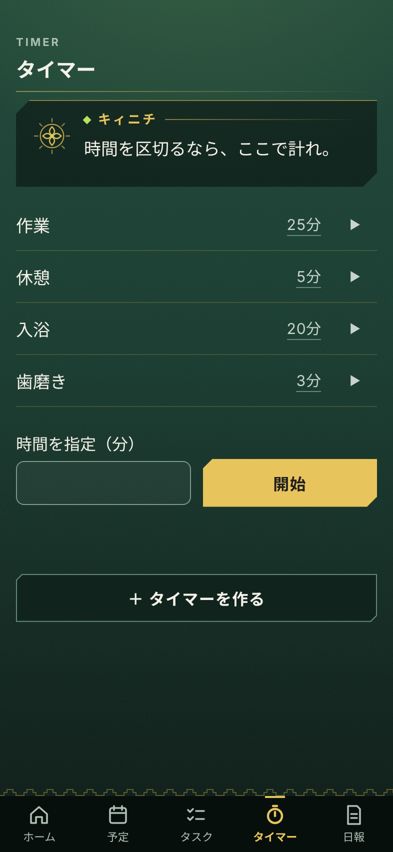 TIMER
タイマー
キィニチ
時間を区切るなら、ここで計れ。
作業 25分
休憩 5分
入浴 20分
歯磨き 3分
時間を指定（分）
開始
＋ タイマーを作る
ホーム 予定 タスク タイマー 日報